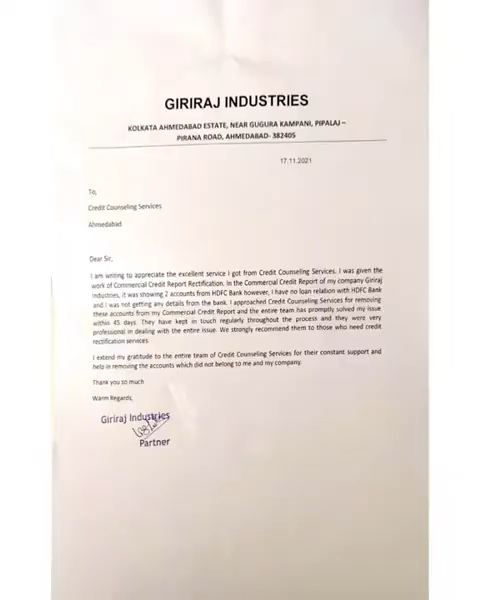 GIRIRAJ INDUSTRIES
KOLKATA AHMEDABAD ESTATE, NEAR GUGURA KAMPANI, PIPALAJ –
PIRANA ROAD, AHMEDABAD- 382405
17.11.2021
To,
Credit Counseling Services
Ahmedabad
Dear Sir,
I am writing to appreciate the excellent service I got from Credit Counseling Services. I was given the
work of Commercial Credit Report Rectification. In the Commercial Credit Report of my company Giriraj
Industries, it was showing 2 accounts from HDFC Bank however, I have no loan relation with HDFC Bank
and I was not getting any details from the bank. I approached Credit Counseling Services for removing
these accounts from my Commercial Credit Report and the entire team has promptly solved my issue
within 45 days. They have kept in touch regularly throughout the process and they were very
professional in dealing with the entire issue. We strongly recommend them to those who need credit
rectification services
I extend my gratitude to the entire team of Credit Counseling Services for their constant support and
help in removing the accounts which did not belong to me and my company.
Thank you so much
Warm Regards,
Giriraj Industries
Partner